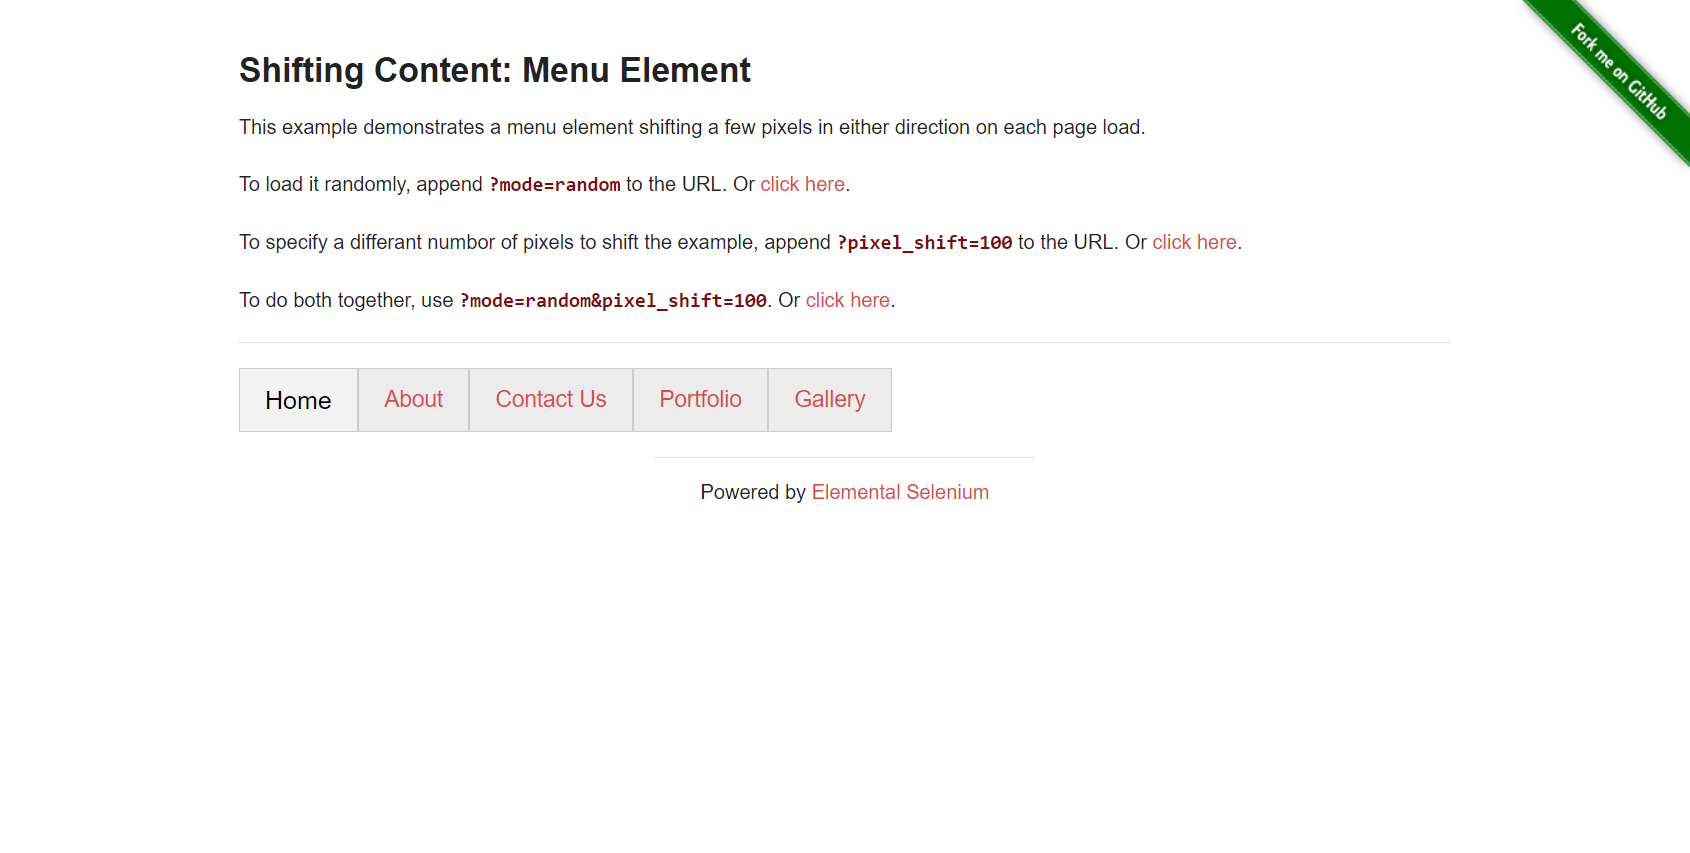 Fork me on GitHub
Shifting Content: Menu Element
This example demonstrates a menu element shifting a few pixels in either direction on each page load.
To load it randomly, append ?mode=random to the URL. Or click here.
To specify a differant numbor of pixels to shift the example, append ?pixel_shift=100 to the URL. Or click here.
To do both together, use ?mode=random&pixel_shift=100. Or click here.
Home About Contact Us Portfolio Gallery
Powered by Elemental Selenium